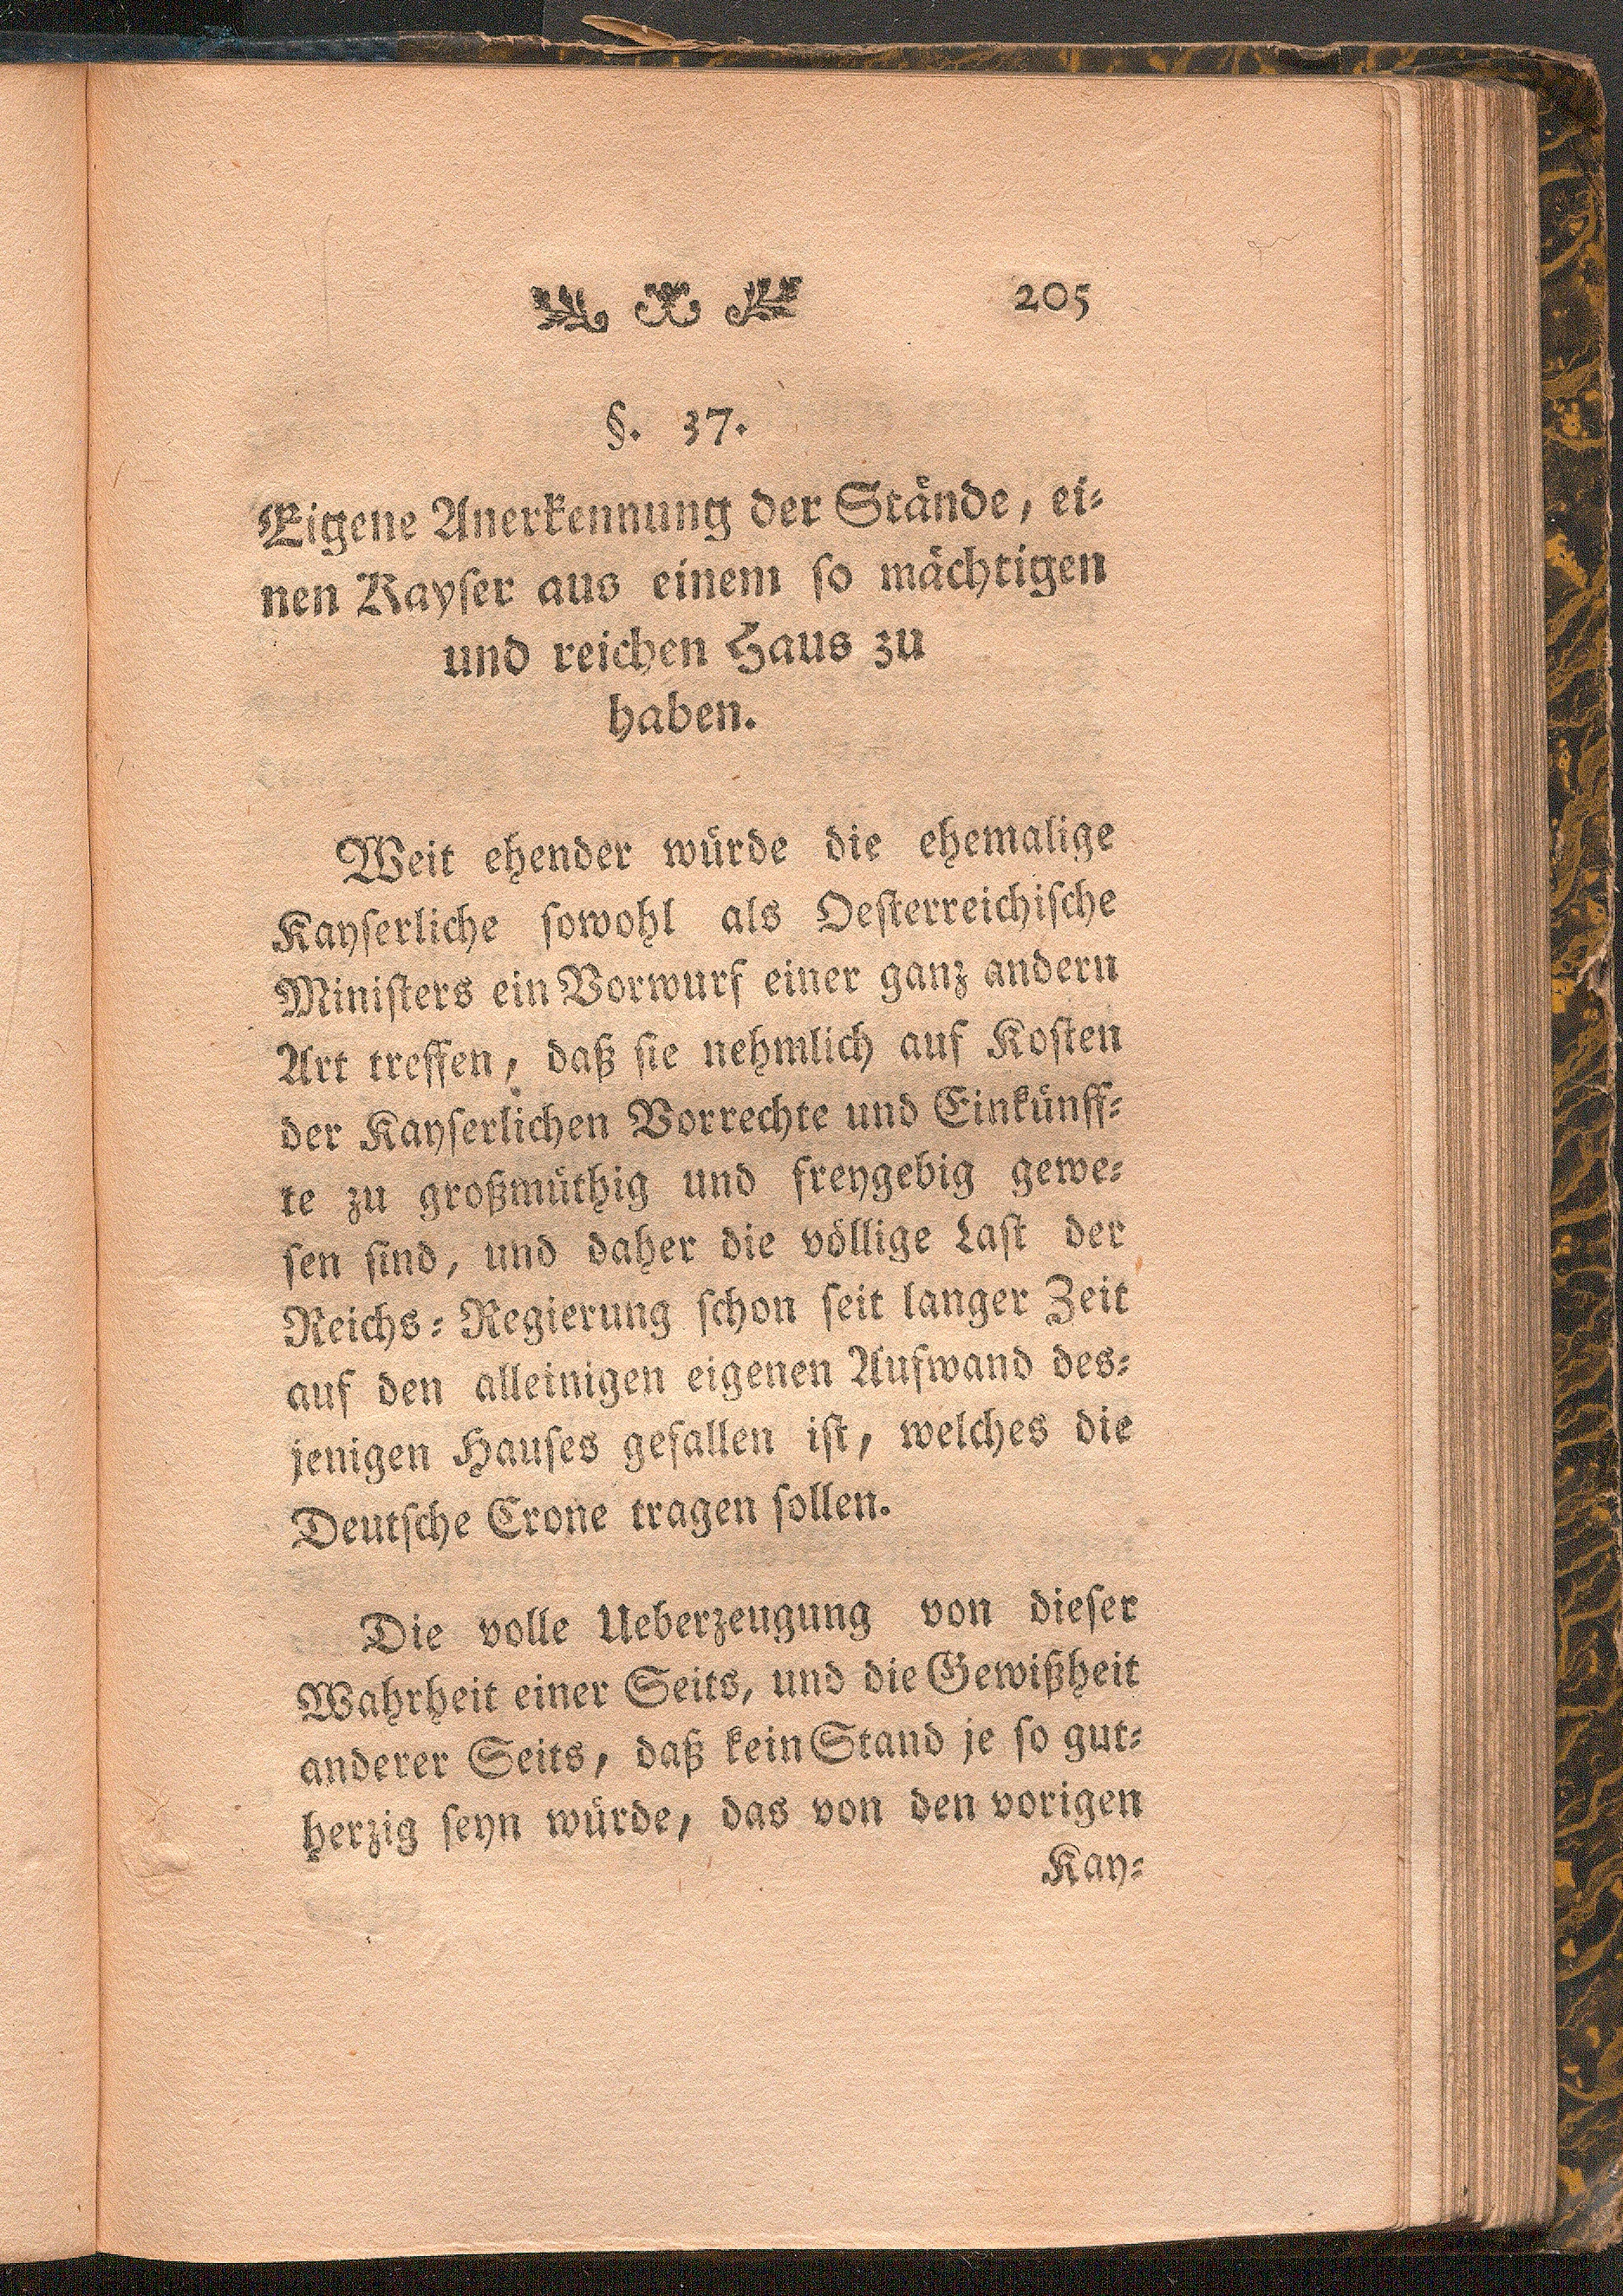 205
§. 37.
Eigene Anerkennung der Stände, ei⸗
nen Kayſer aus einem ſo mächtigen
und reichen Haus zu
haben.
Weit ehender würde die ehemalige
Kayſerliche ſowohl als Oeſterreichiſche
Miniſters ein Vorwurf einer ganz andern
Art treffen, daß ſie nehmlich auf Koſten
der Kayſerlichen Vorrechte und Einkünff⸗
te zu großmüthig und freygebig gewe⸗
ſen ſind, und daher die völlige Laſt der
Reichs⸗Regierung ſchon ſeit langer Zeit
auf den alleinigen eigenen Aufwand des⸗
jenigen Hauſes gefallen iſt, welches die
Deutſche Crone tragen ſollen.
Die volle Ueberzeugung von dieſer
Wahrheit einer Seits, und die Gewißheit
anderer Seits, daß kein Stand je ſo gut⸗
herzig ſeyn würde, das von den vorigen
Kay⸗